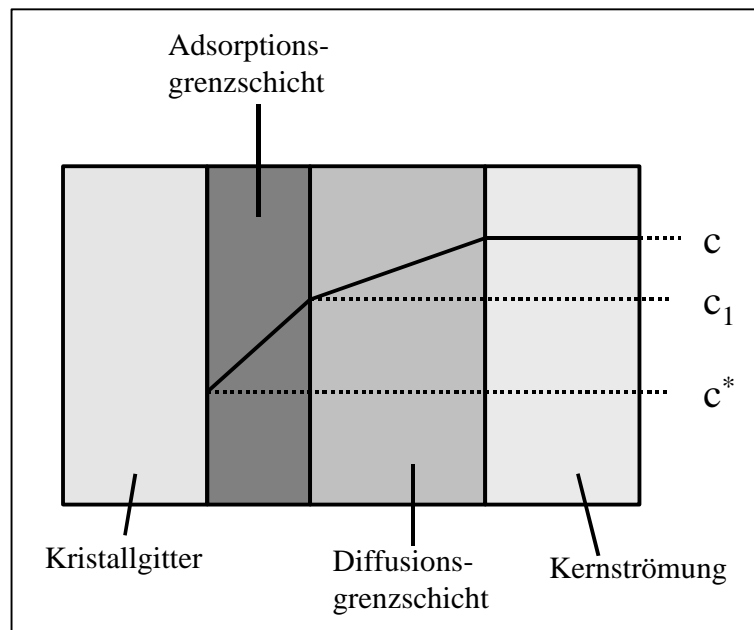 Adsorptions-
grenzschicht
c
c₁
c*
Kristallgitter
Diffusions-
grenzschicht
Kernströmung